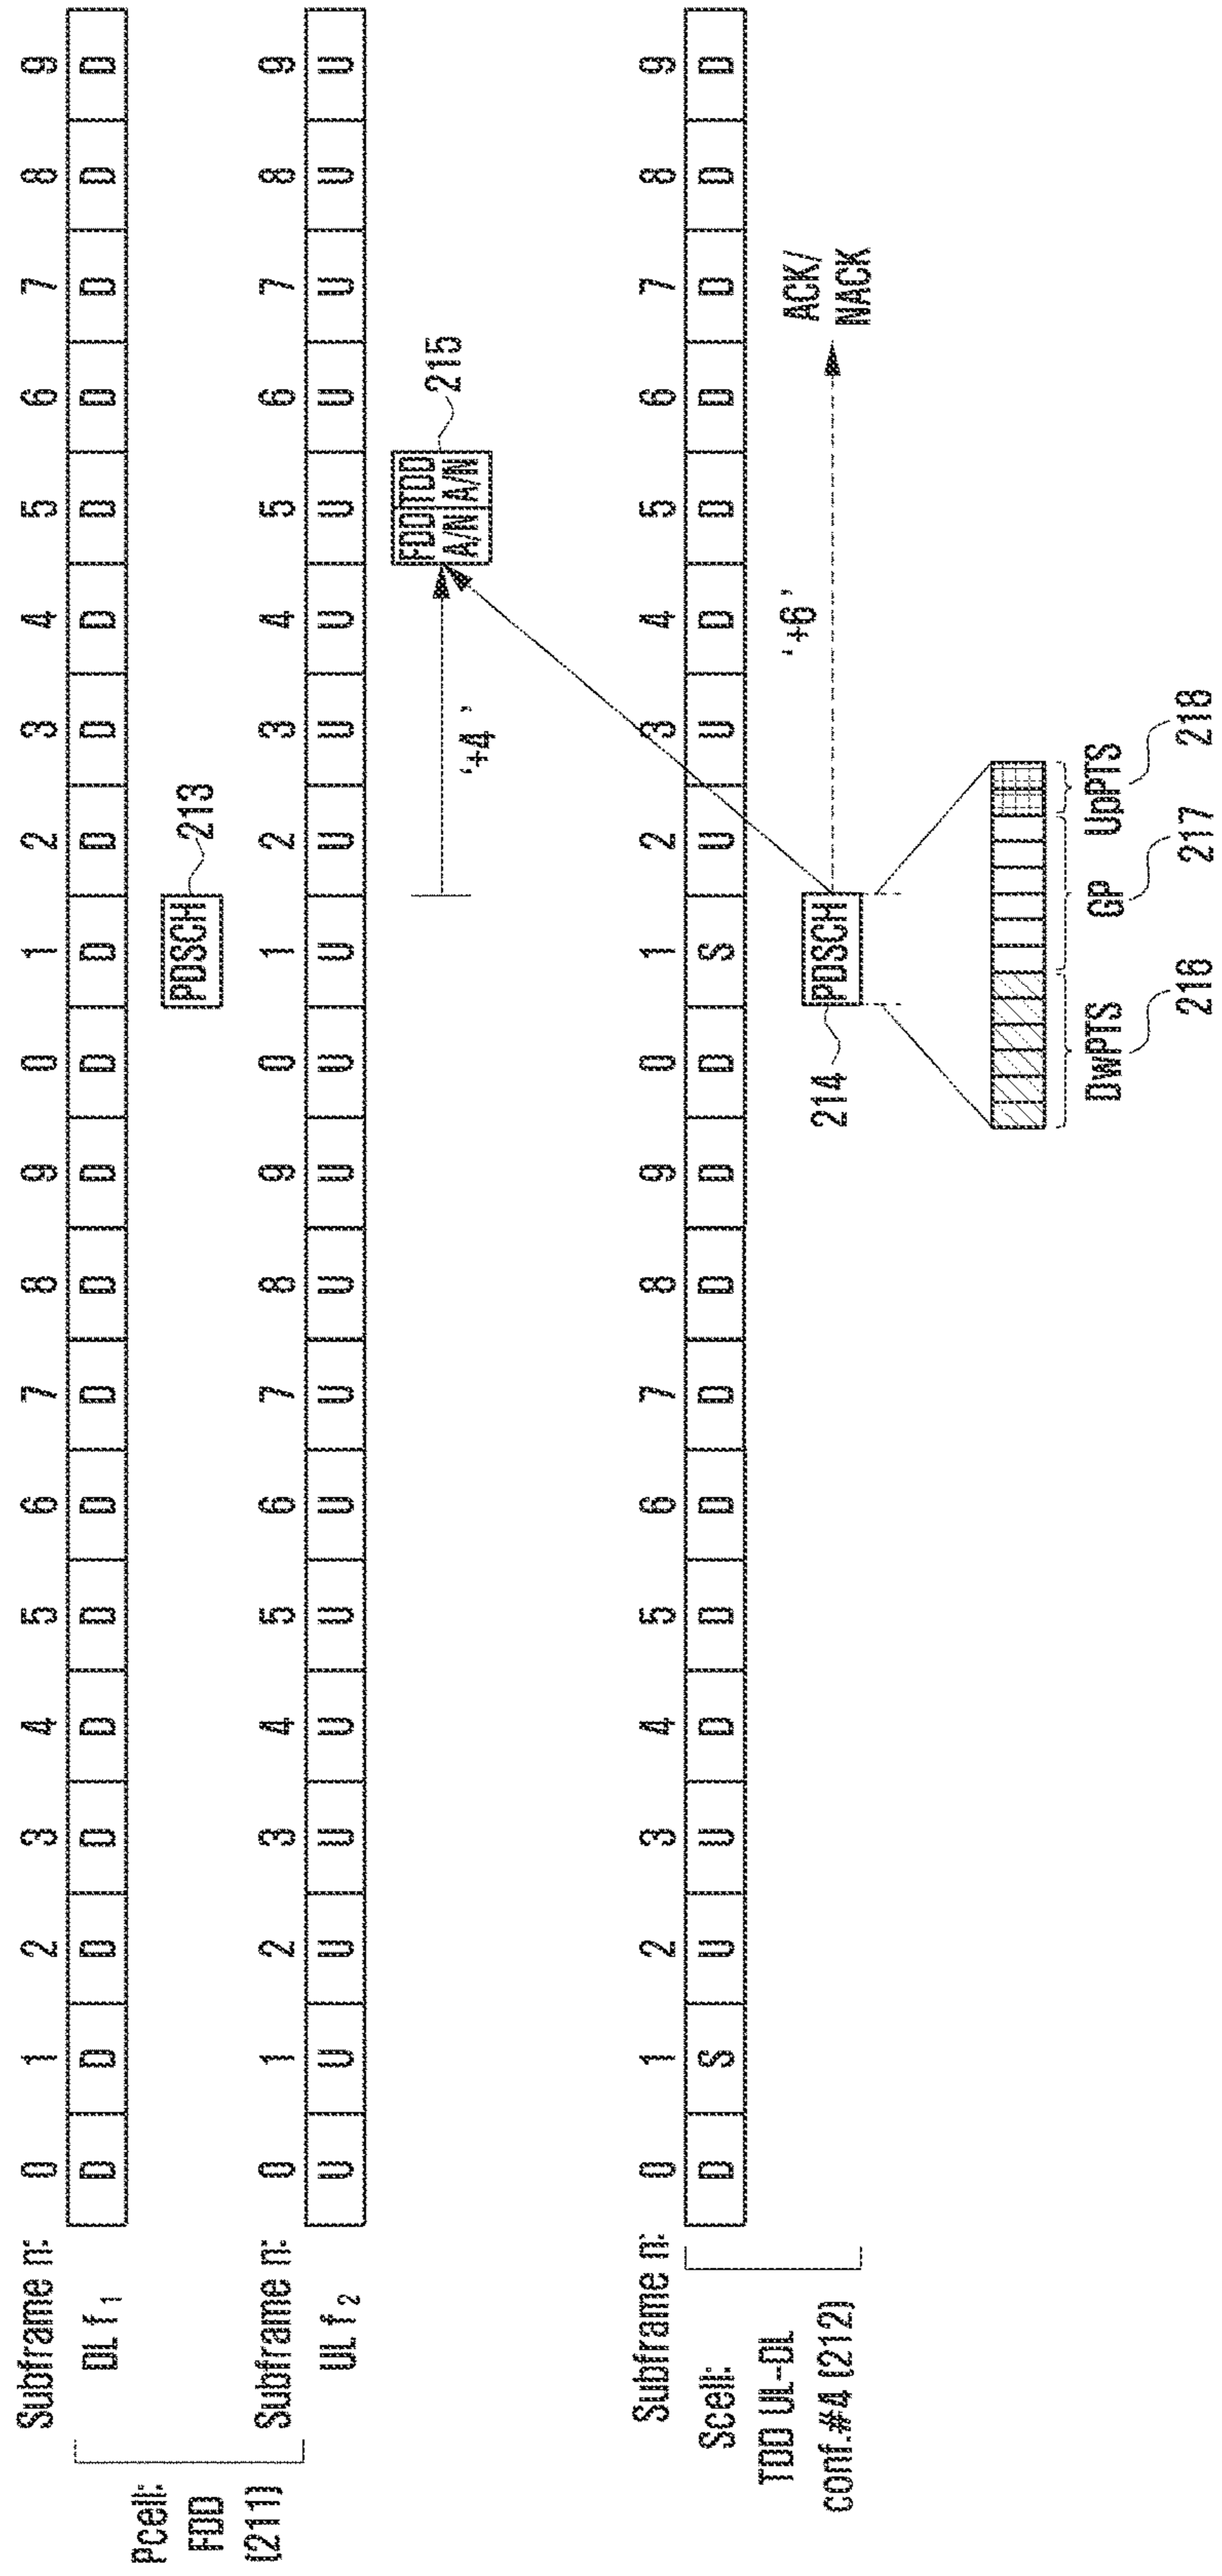 Subframe n: 0 1 2 3 4 5 6 7 8 9 0 1 2 3 4 5 6 7 8 9
Pcell:
FDD
(211)
DL f1 D D D D D D D D D D D D D D D D D D D D
PDSCH 213
Subframe n: 0 1 2 3 4 5 6 7 8 9 0 1 2 3 4 5 6 7 8 9
UL f2 U U U U U U U U U U U U U U U U U U U U
FDD TDD
A/N A/N
215
'+4'
Subframe n: 0 1 2 3 4 5 6 7 8 9 0 1 2 3 4 5 6 7 8 9
Scell: D S U U D D D D D D D S U U D D D D D D
TDD UL-DL
conf.#4 (212)
214 PDSCH
'+6'
ACK/
NACK
DwPTS GP UpPTS
216 217 218